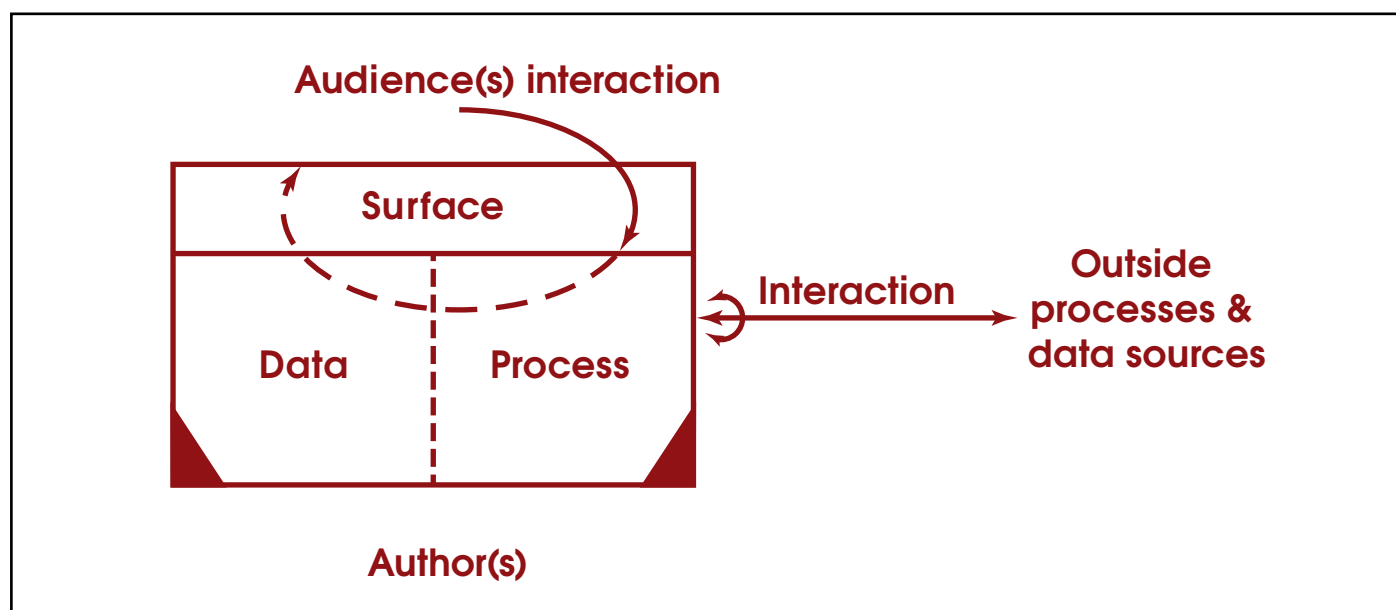 Audience(s) interaction
Surface
Data
Process
Interaction
Outside
processes &
data sources
Author(s)